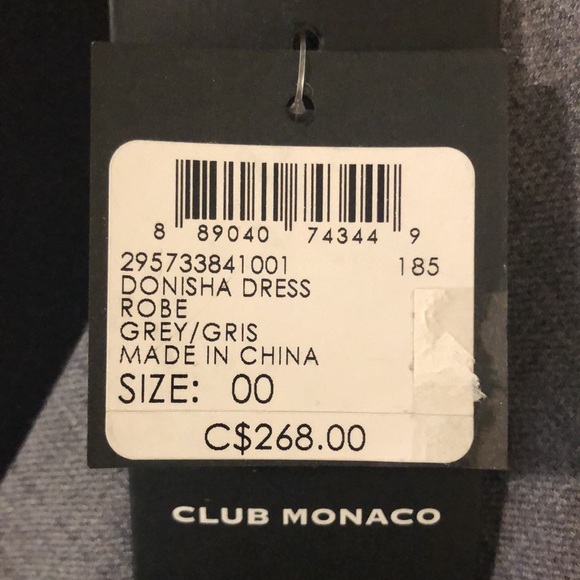 8 89040 74344 9
295733841001 185
DONISHA DRESS
ROBE
GREY/GRIS
MADE IN CHINA
SIZE: 00
C$268.00
CLUB MONACO